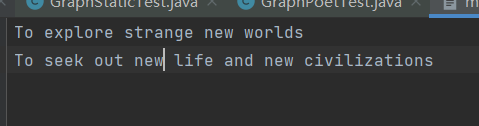 GraphStaticTest.java
GraphPoetTest.java
m
To explore strange new worlds
To seek out new life and new civilizations